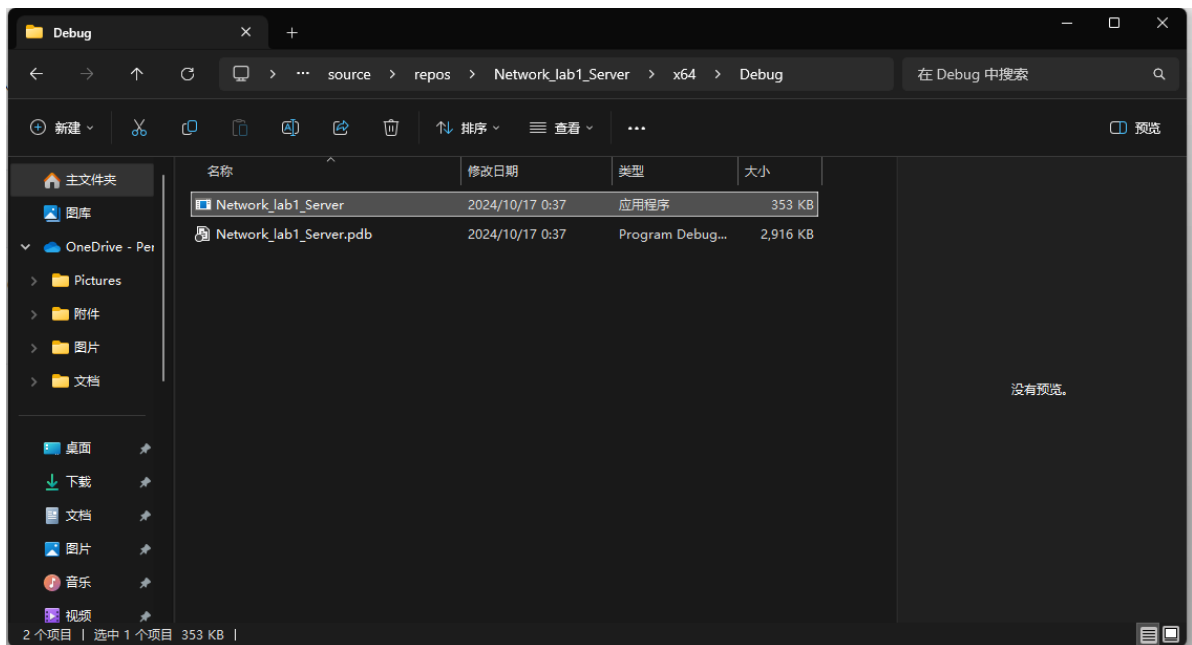 Debug
… source > repos > Network_lab1_Server > x64 > Debug
在 Debug 中搜索
新建
排序
查看
预览
名称 修改日期 类型 大小
Network_lab1_Server 2024/10/17 0:37 应用程序 353 KB
Network_lab1_Server.pdb 2024/10/17 0:37 Program Debug... 2,916 KB
主文件夹
图库
OneDrive - Per
Pictures
附件
图片
文档
桌面
下载
文档
图片
音乐
视频
没有预览。
2 个项目 | 选中 1 个项目 353 KB |